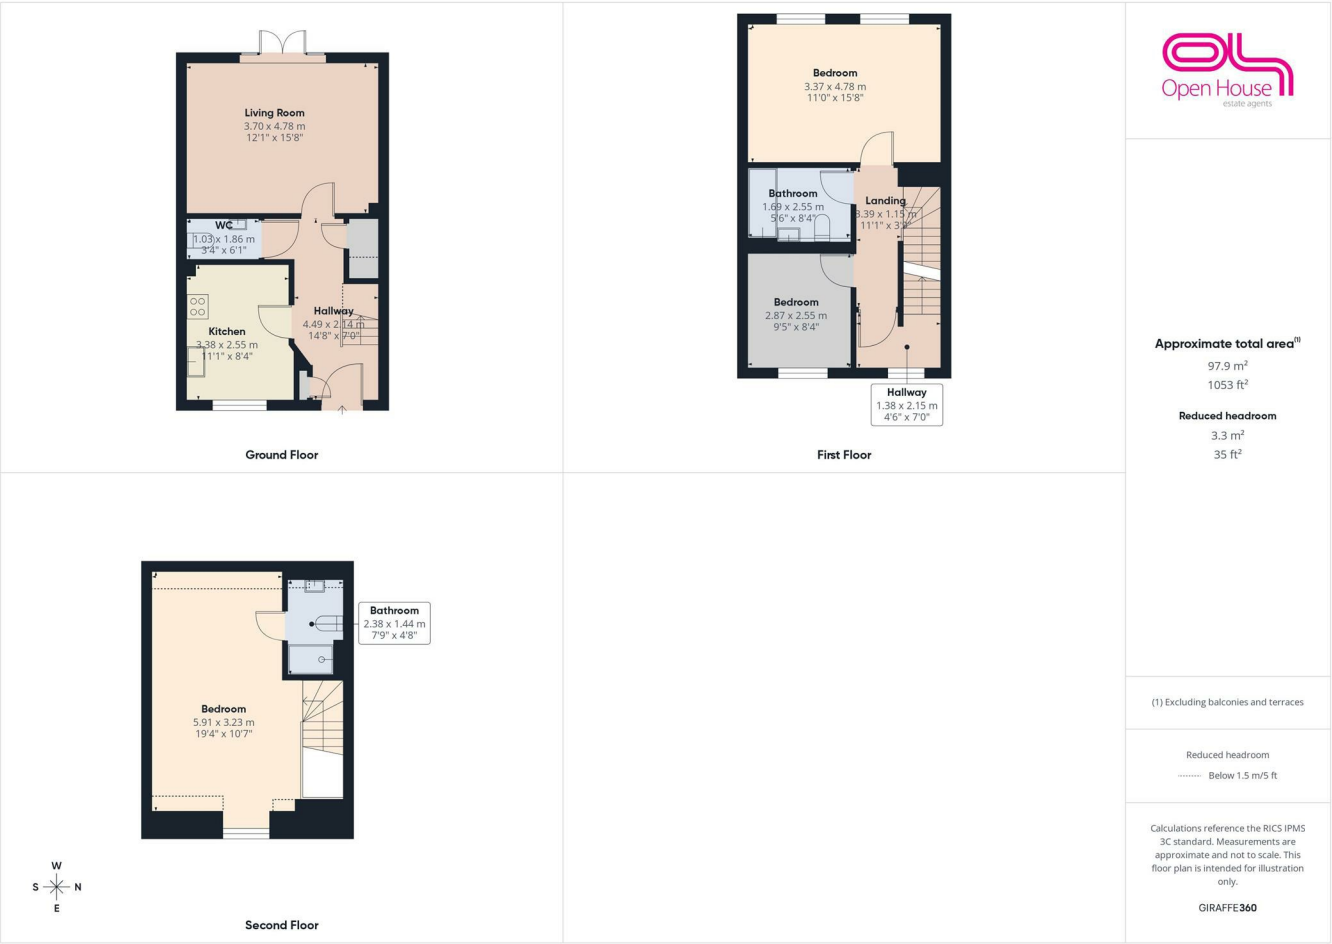 Living Room
3.70 x 4.78 m
12'1" x 15'8"
WC
1.03 x 1.86 m
3'4" x 6'1"
Kitchen
3.38 x 2.55 m
11'1" x 8'4"
Hallway
4.49 x 2.14 m
14'8" x 7'0"
Ground Floor
Bedroom
3.37 x 4.78 m
11'0" x 15'8"
Bathroom
1.69 x 2.55 m
5'6" x 8'4"
Landing
3.39 x 1.15 m
11'1" x 3'9"
Bedroom
2.87 x 2.55 m
9'5" x 8'4"
Hallway
1.38 x 2.15 m
4'6" x 7'0"
First Floor
Bathroom
2.38 x 1.44 m
7'9" x 4'8"
Bedroom
5.91 x 3.23 m
19'4" x 10'7"
W
S N
E
Second Floor
Open House
estate agents
Approximate total area(1)
97.9 m²
1053 ft²
Reduced headroom
3.3 m²
35 ft²
(1) Excluding balconies and terraces
Reduced headroom
Below 1.5 m/5 ft
Calculations reference the RICS IPMS
3C standard. Measurements are
approximate and not to scale. This
floor plan is intended for illustration
only.
GIRAFFE360